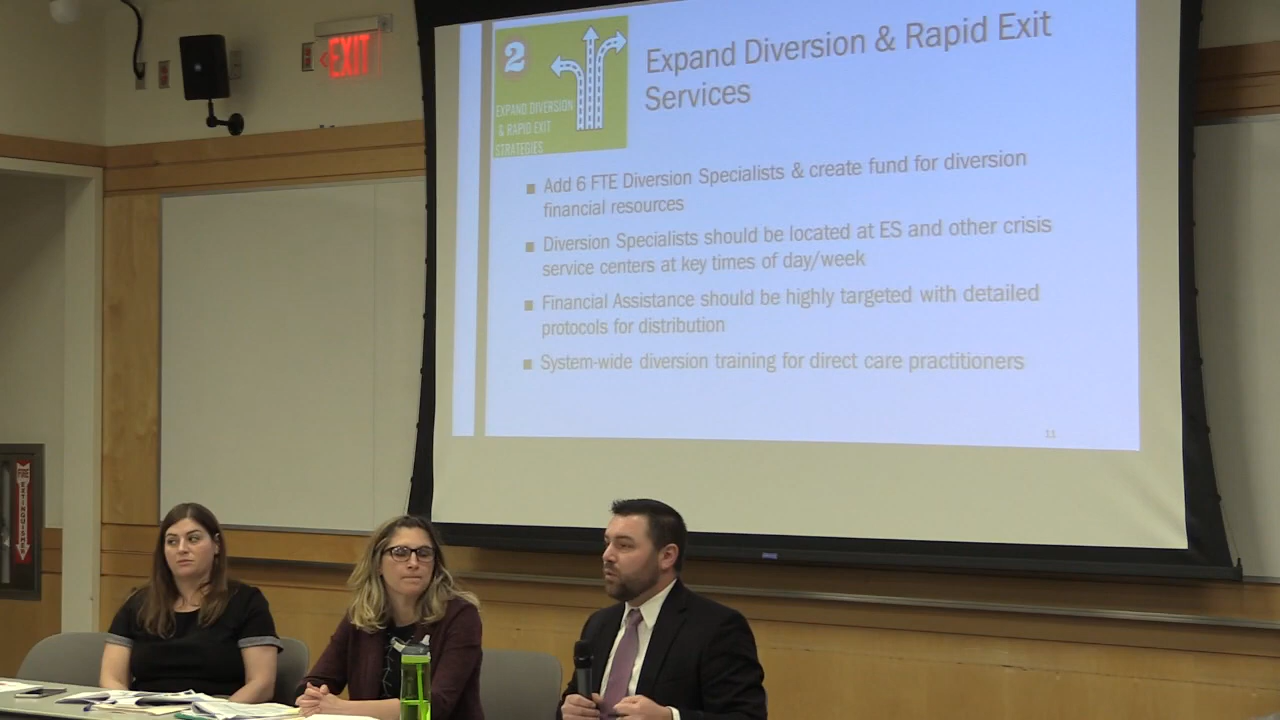 EXIT
2
EXPAND DIVERSION
& RAPID EXIT
STRATEGIES
Expand Diversion & Rapid Exit
Services
Add 6 FTE Diversion Specialists & create fund for diversion
financial resources
Diversion Specialists should be located at ES and other crisis
service centers at key times of day/week
Financial Assistance should be highly targeted with detailed
protocols for distribution
System-wide diversion training for direct care practitioners
11
FIRE
EXTINGUISHER